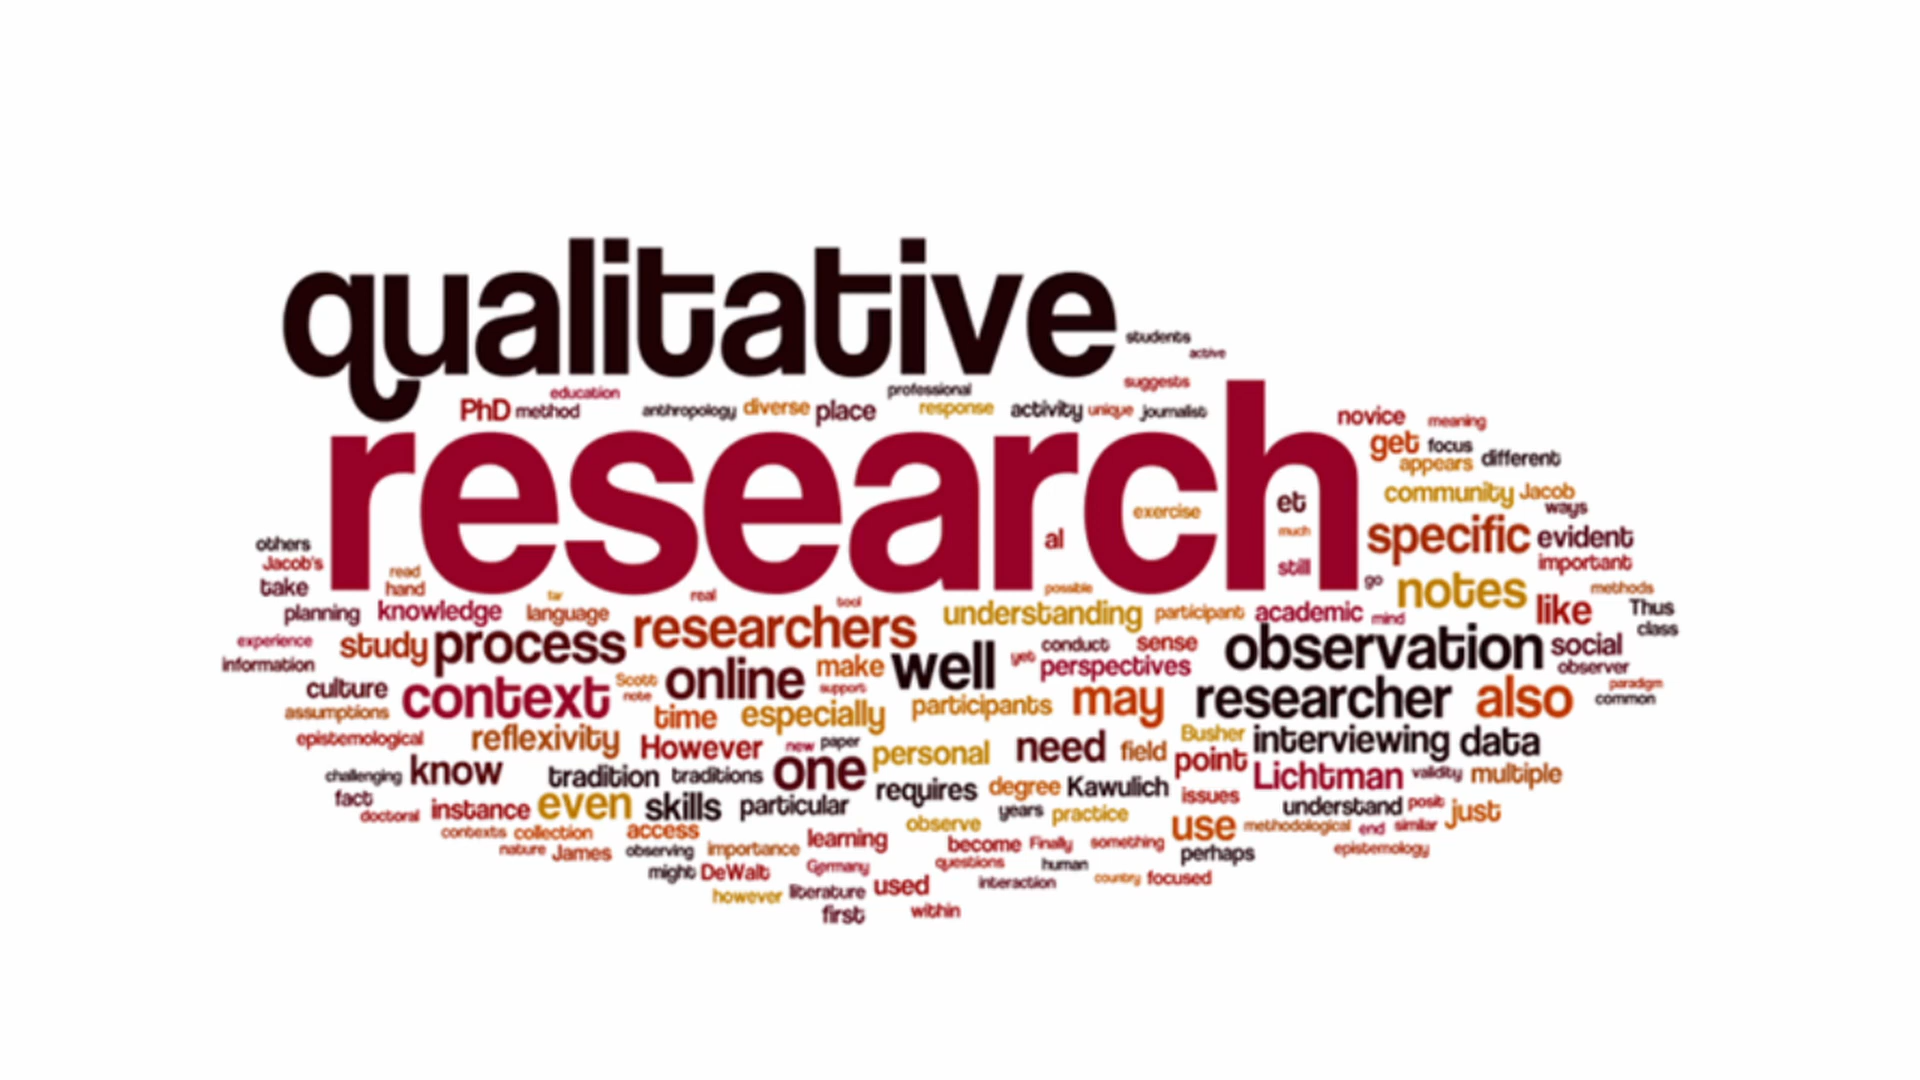 qualitative
students
active
suggests
education
professional
PhD method
anthropology diverse place
response activity unique journalist
research
novice meaning
get focus
appears different
community Jacob
ways
et
exercise
much
al
specific evident
others
Jacob's
still
important
read
take hand
go notes methods
far real tool possible
planning knowledge language
researchers understanding participant academic mind like Thus
class
experience study process
conduct sense observation social
information
yet perspectives
observer
culture context Scott
note online make
support well
paradigm
assumptions
time especially participants may researcher also common
epistemological reflexivity However new paper personal need field Busher interviewing data
challenging know tradition traditions one requires degree Kawulich point Lichtman validity multiple
fact
doctoral instance even skills particular
years practice issues understand posit just
contexts collection access learning observe use methodological end similar
nature James observing importance become Finally something perhaps epistemology
might DeWalt Germany questions human
interaction country focused
however literature used
first within